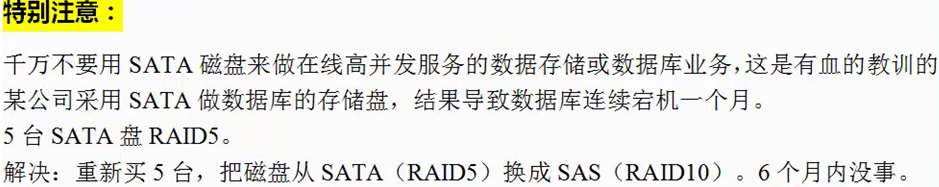 特别注意：
千万不要用 SATA 磁盘来做在线高并发服务的数据存储或数据库业务，这是有血的教训的
某公司采用 SATA 做数据库的存储盘，结果导致数据库连续宕机一个月。
5 台 SATA 盘 RAID5。
解决：重新买 5 台，把磁盘从 SATA（RAID5）换成 SAS（RAID10）。6 个月内没事。